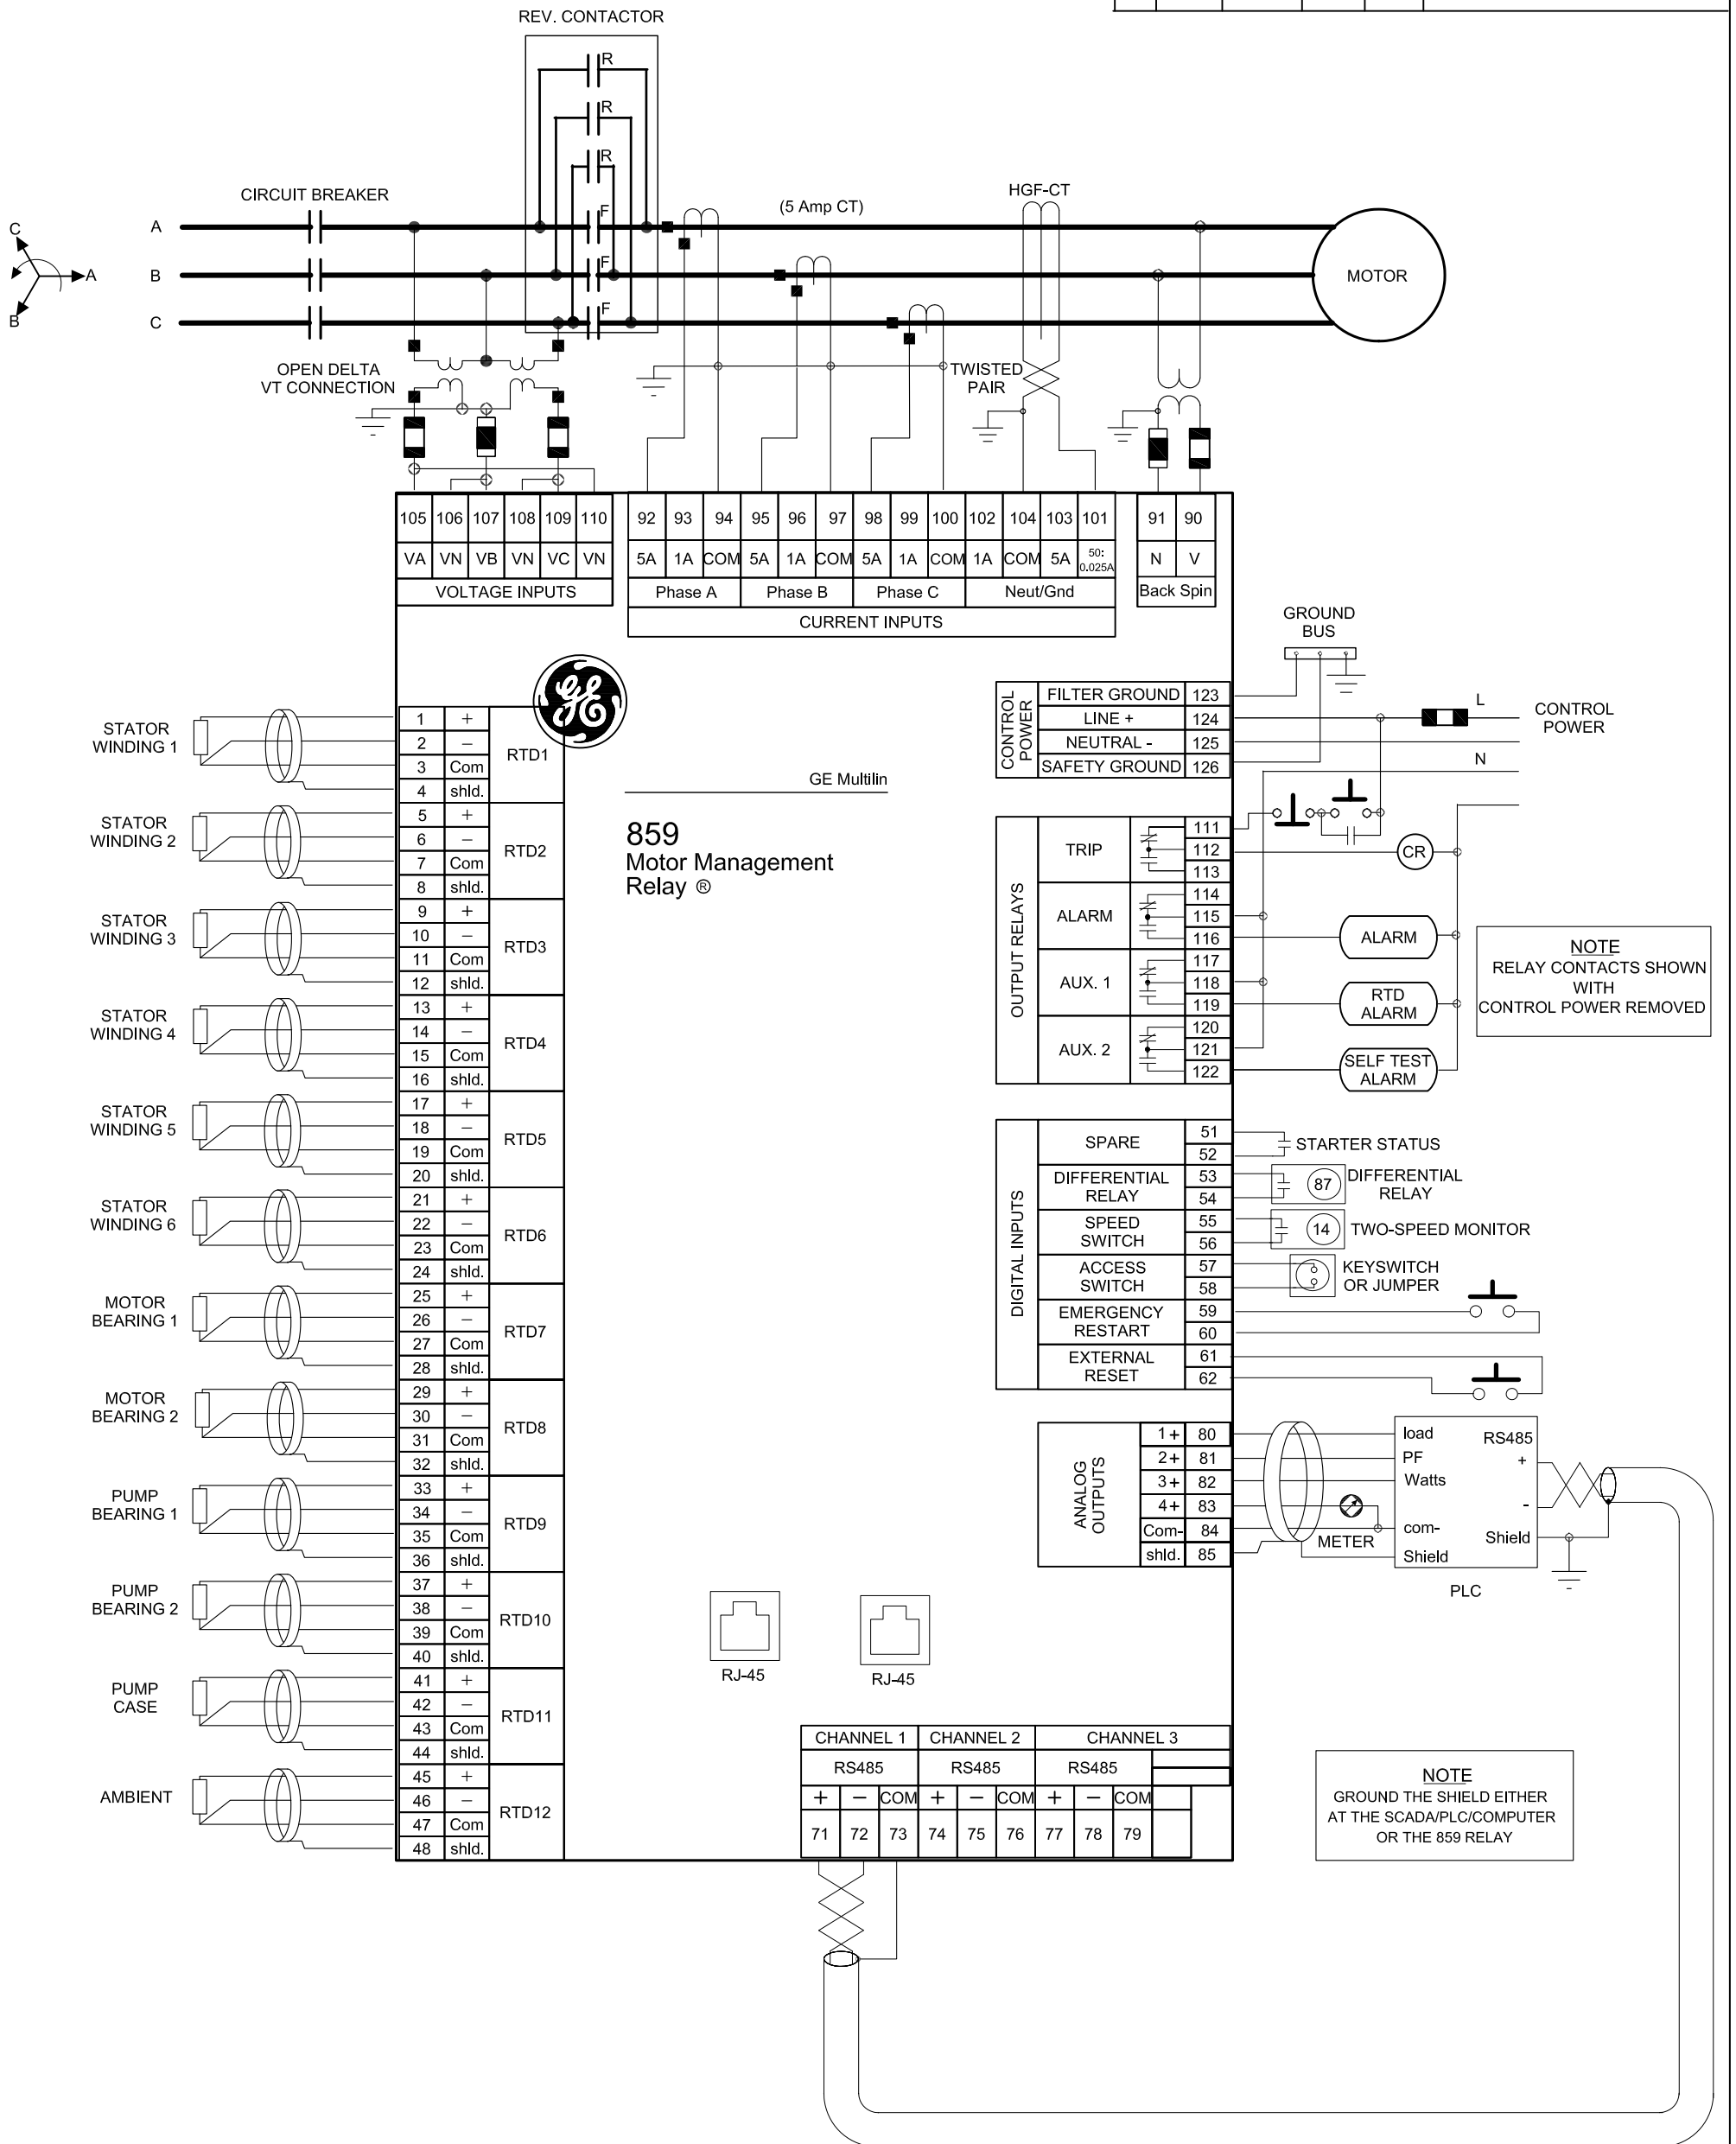 REV. CONTACTOR
R
R
R
CIRCUIT BREAKER
HGF-CT
(5 Amp CT)
C
A
B
A
B
C
F
F
F
MOTOR
OPEN DELTA
VT CONNECTION
TWISTED
PAIR
105 106 107 108 109 110
VA VN VB VN VC VN
VOLTAGE INPUTS
92 93 94 95 96 97 98 99 100 102 104 103 101
5A 1A COM 5A 1A COM 5A 1A COM 1A COM 5A 50: 0.025A
Phase A Phase B Phase C Neut/Gnd
CURRENT INPUTS
91 90
N V
Back Spin
GE
GE Multilin
859
Motor Management
Relay ®
STATOR
WINDING 1
1 +
2 −
3 Com
4 shld.
RTD1
STATOR
WINDING 2
5 +
6 −
7 Com
8 shld.
RTD2
STATOR
WINDING 3
9 +
10 −
11 Com
12 shld.
RTD3
STATOR
WINDING 4
13 +
14 −
15 Com
16 shld.
RTD4
STATOR
WINDING 5
17 +
18 −
19 Com
20 shld.
RTD5
STATOR
WINDING 6
21 +
22 −
23 Com
24 shld.
RTD6
MOTOR
BEARING 1
25 +
26 −
27 Com
28 shld.
RTD7
MOTOR
BEARING 2
29 +
30 −
31 Com
32 shld.
RTD8
PUMP
BEARING 1
33 +
34 −
35 Com
36 shld.
RTD9
PUMP
BEARING 2
37 +
38 −
39 Com
40 shld.
RTD10
PUMP
CASE
41 +
42 −
43 Com
44 shld.
RTD11
AMBIENT
45 +
46 −
47 Com
48 shld.
RTD12
GROUND
BUS
CONTROL
POWER
FILTER GROUND 123
LINE + 124
NEUTRAL - 125
SAFETY GROUND 126
L
CONTROL
POWER
N
OUTPUT RELAYS
TRIP
111
112
113
CR
ALARM
114
115
116
ALARM
AUX. 1
117
118
119
RTD
ALARM
AUX. 2
120
121
122
SELF TEST
ALARM
NOTE
RELAY CONTACTS SHOWN
WITH
CONTROL POWER REMOVED
DIGITAL INPUTS
SPARE
51
52
STARTER STATUS
DIFFERENTIAL
RELAY
53
54
87
DIFFERENTIAL
RELAY
SPEED
SWITCH
55
56
14
TWO-SPEED MONITOR
ACCESS
SWITCH
57
58
KEYSWITCH
OR JUMPER
EMERGENCY
RESTART
59
60
EXTERNAL
RESET
61
62
ANALOG
OUTPUTS
1+ 80
2+ 81
3+ 82
4+ 83
Com- 84
shld. 85
METER
load
PF
Watts
com-
Shield
RS485
+
-
Shield
PLC
RJ-45
RJ-45
CHANNEL 1 CHANNEL 2 CHANNEL 3
RS485 RS485 RS485
+ − COM + − COM + − COM
71 72 73 74 75 76 77 78 79
NOTE
GROUND THE SHIELD EITHER
AT THE SCADA/PLC/COMPUTER
OR THE 859 RELAY